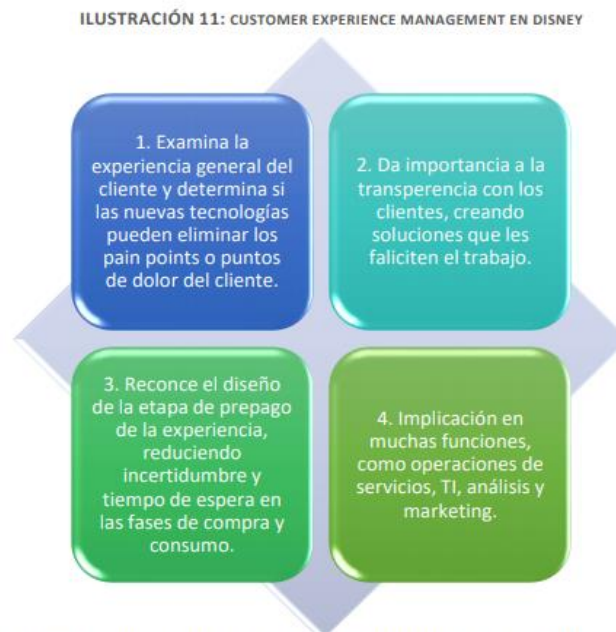 ILUSTRACIÓN 11: CUSTOMER EXPERIENCE MANAGEMENT EN DISNEY
1. Examina la
experiencia general del
cliente y determina si
las nuevas tecnologías
pueden eliminar los
pain points o puntos
de dolor del cliente.
2. Da importancia a la
transperencia con los
clientes, creando
soluciones que les
faliciten el trabajo.
3. Reconce el diseño
de la etapa de prepago
de la experiencia,
reduciendo
incertidumbre y
tiempo de espera en
las fases de compra y
consumo.
4. Implicación en
muchas funciones,
como operaciones de
servicios, TI, análisis y
marketing.